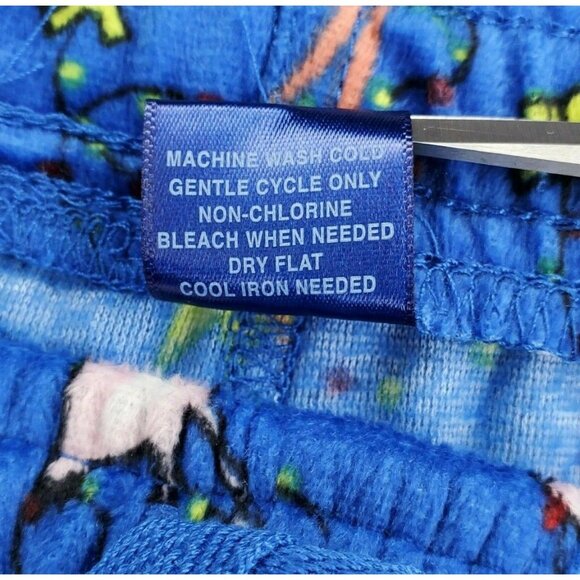 MACHINE WASH COLD
GENTLE CYCLE ONLY
NON-CHLORINE
BLEACH WHEN NEEDED
DRY FLAT
COOL IRON NEEDED